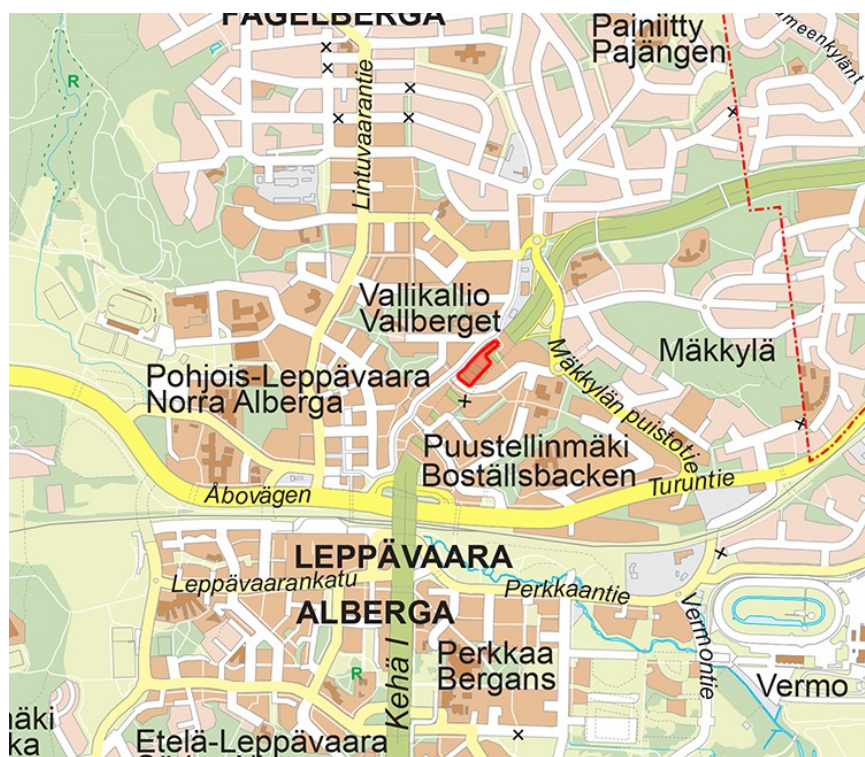 FÅGELBERGA
Painiitty
Pajängen
Lintuvaarantie
Vallikallio
Vallberget
Mäkkylä
Pohjois-Leppävaara
Norra Alberga
Mäkkylän puistotie
Puustellinmäki
Boställsbacken
Åbovägen
Turuntie
LEPPÄVAARA
ALBERGA
Leppävaarankatu
Perkkaantie
Kehä I
Perkkaa
Bergans
Vermontie
Vermo
Etelä-Leppävaara
R
R